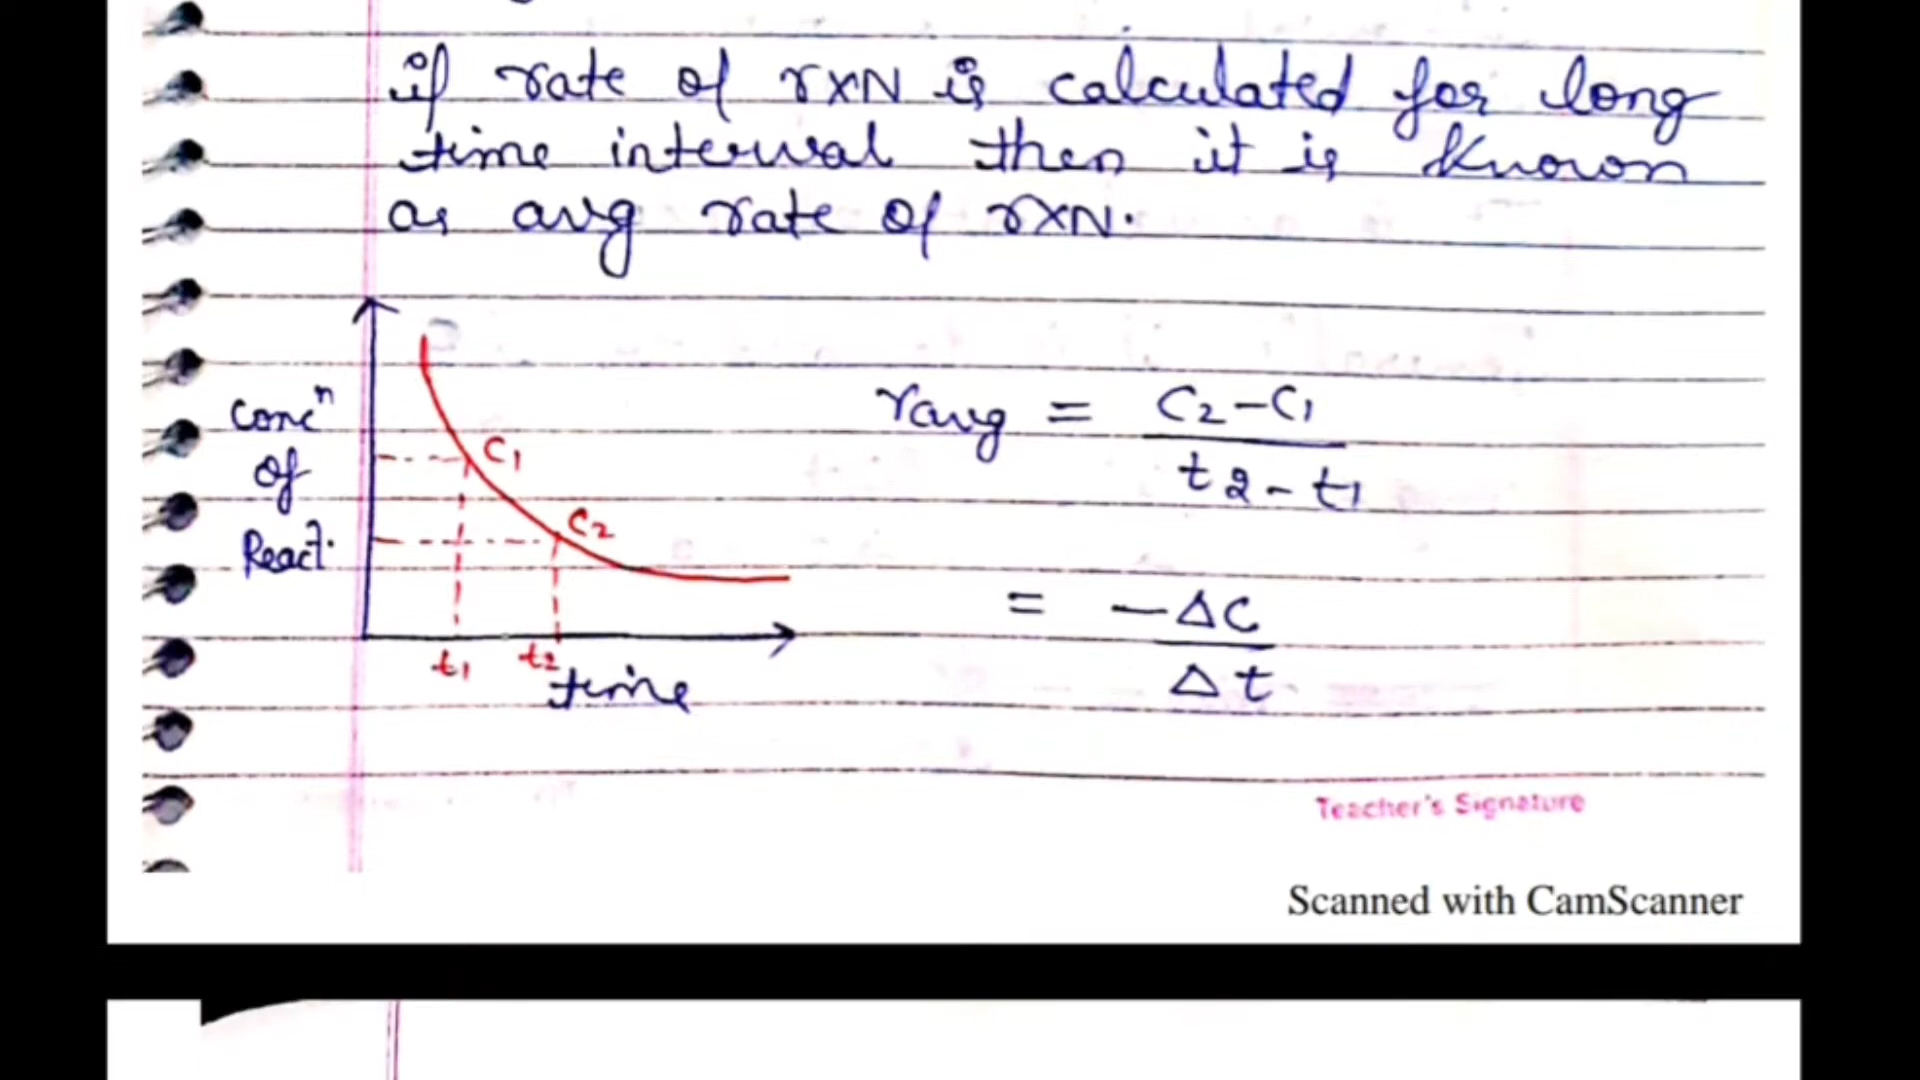 if rate of rxN is calculated for long
time interval then it is known
as avg rate of rxN.
Concⁿ
of
React.
C₁
C₂
t₁
t₂
time
ravg = C₂-C₁
t₂-t₁
= -ΔC
Δt
Teacher's Signature
Scanned with CamScanner